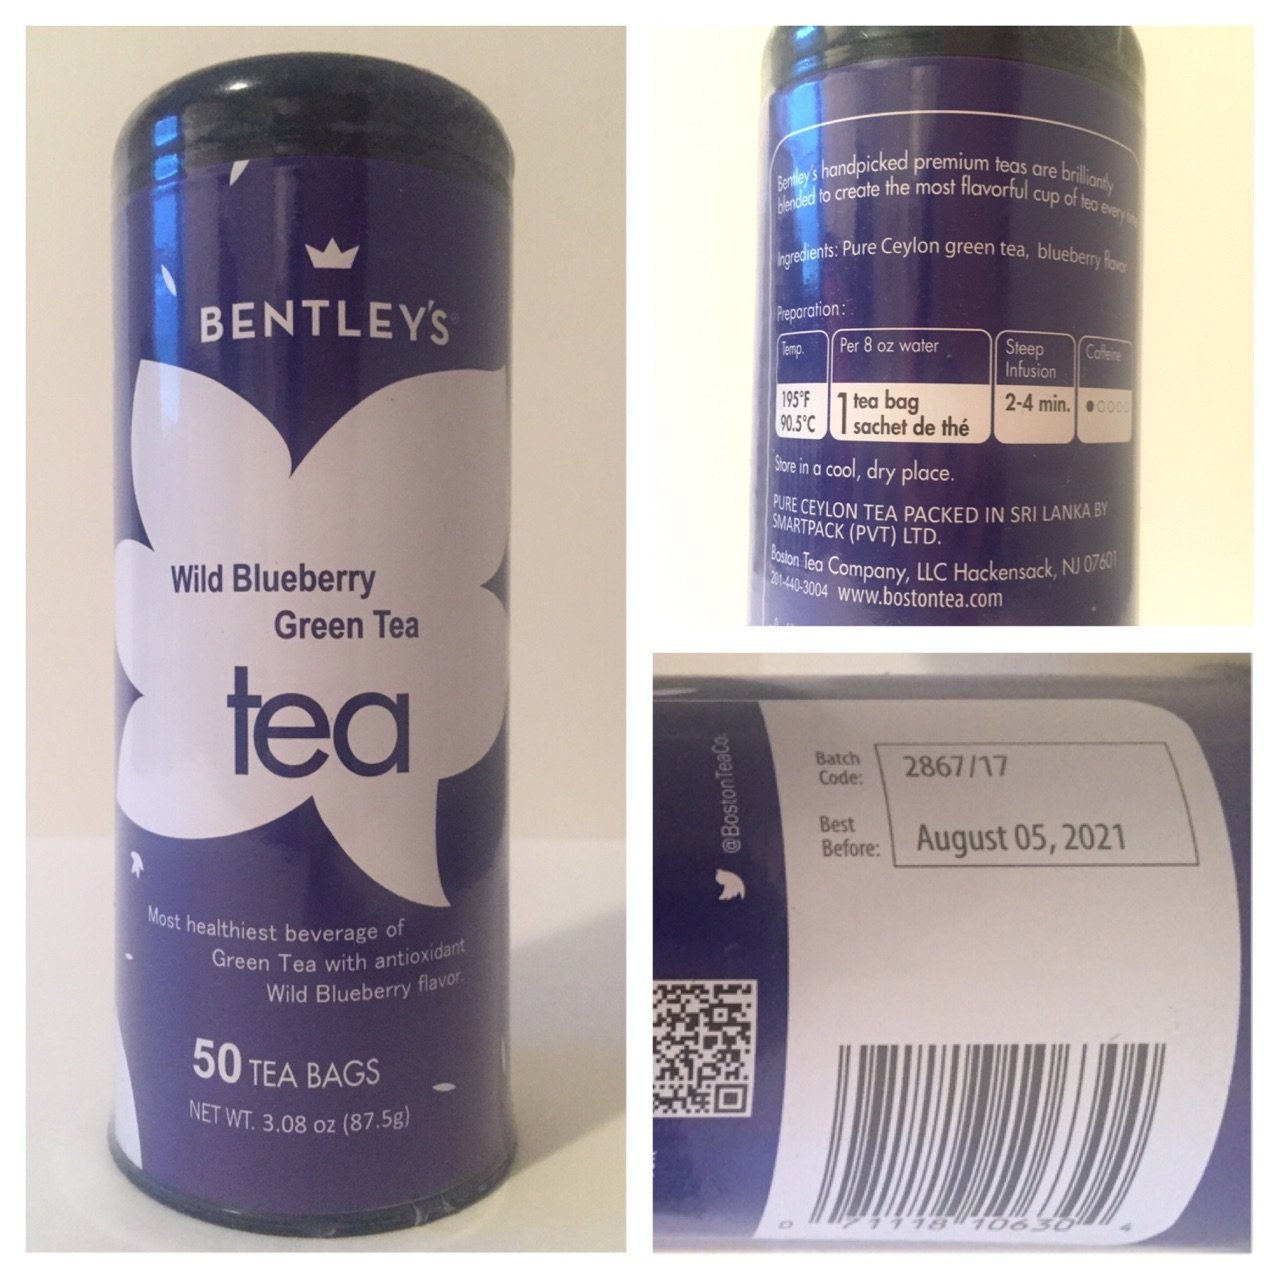 BENTLEY'S®
Wild Blueberry
Green Tea
tea
Most healthiest beverage of
Green Tea with antioxidant
Wild Blueberry flavor.
50 TEA BAGS
NET WT. 3.08 oz (87.5g)
Bentley's handpicked premium teas are brilliantly
blended to create the most flavorful cup of tea every time
Ingredients: Pure Ceylon green tea, blueberry flavor
Preparation:
Temp.
195°F
90.5°C
Per 8 oz water
1 tea bag
sachet de thé
Steep
Infusion
2-4 min.
Caffeine
Store in a cool, dry place.
PURE CEYLON TEA PACKED IN SRI LANKA BY
SMARTPACK (PVT) LTD.
Boston Tea Company, LLC Hackensack, NJ 07601
201-440-3004 www.bostontea.com
@BostonTeaCo.
Batch
Code:
2867/17
Best
Before:
August 05, 2021
0 71118 10630 4